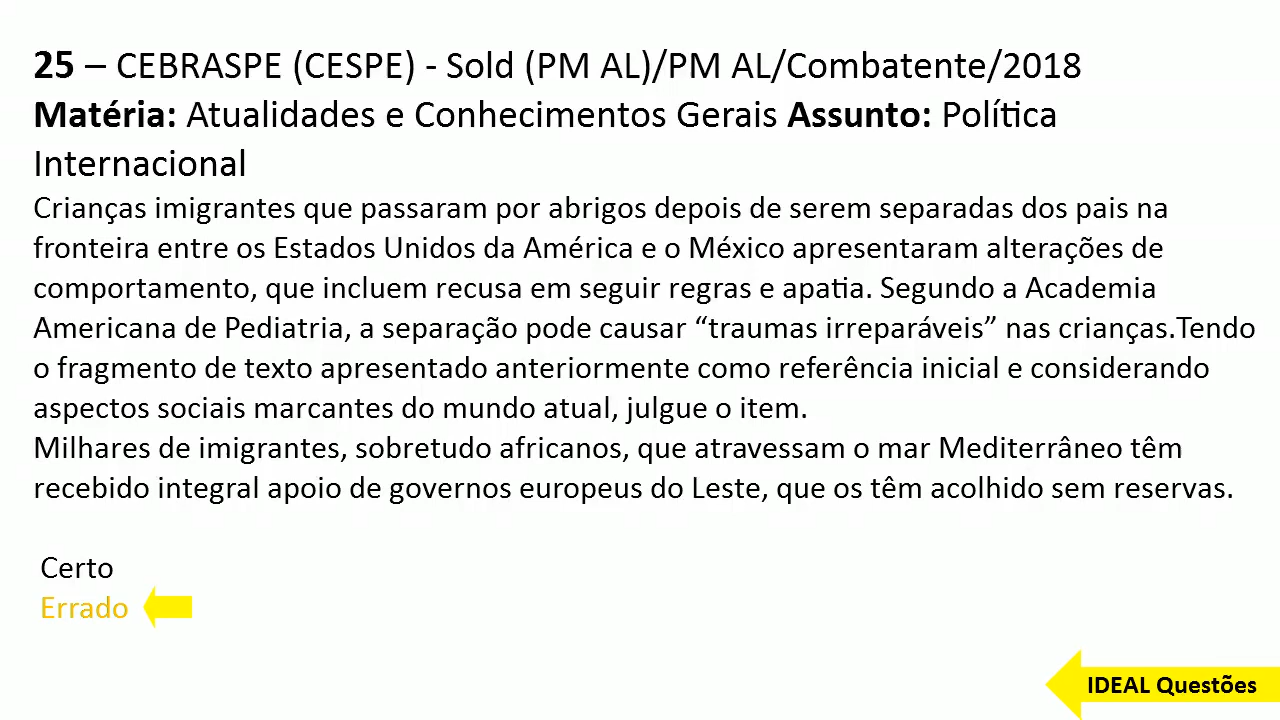 25 – CEBRASPE (CESPE) - Sold (PM AL)/PM AL/Combatente/2018
Matéria: Atualidades e Conhecimentos Gerais Assunto: Política
Internacional
Crianças imigrantes que passaram por abrigos depois de serem separadas dos pais na
fronteira entre os Estados Unidos da América e o México apresentaram alterações de
comportamento, que incluem recusa em seguir regras e apatia. Segundo a Academia
Americana de Pediatria, a separação pode causar “traumas irreparáveis” nas crianças.Tendo
o fragmento de texto apresentado anteriormente como referência inicial e considerando
aspectos sociais marcantes do mundo atual, julgue o item.
Milhares de imigrantes, sobretudo africanos, que atravessam o mar Mediterrâneo têm
recebido integral apoio de governos europeus do Leste, que os têm acolhido sem reservas.
Certo
Errado
IDEAL Questões